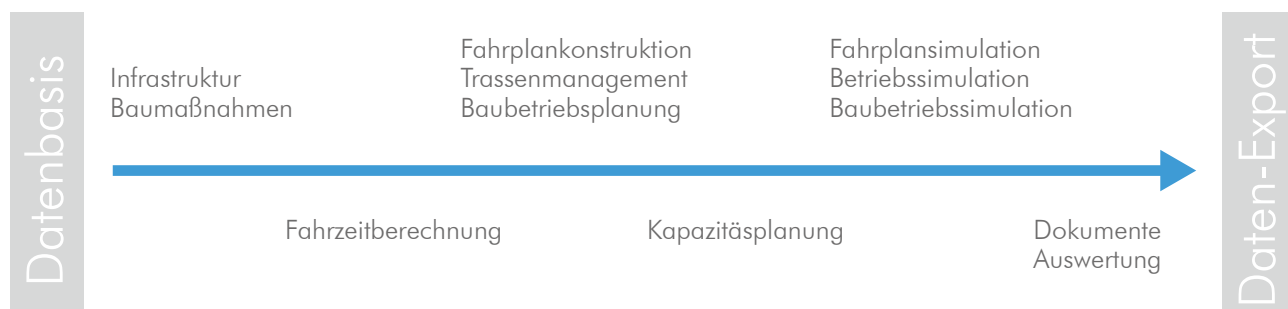 Datenbasis
Infrastruktur
Baumaßnahmen
Fahrplankonstruktion
Trassenmanagement
Baubetriebsplanung
Fahrplansimulation
Betriebssimulation
Baubetriebssimulation
Fahrzeitberechnung
Kapazitäsplanung
Dokumente
Auswertung
Daten-Export